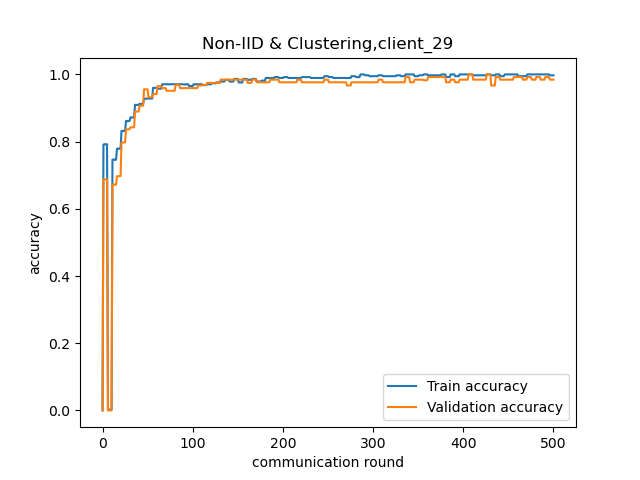 Non-IID & Clustering,client_29
1.0
0.8
0.6
0.4
0.2
0.0
accuracy
0
100
200
300
400
500
communication round
Train accuracy
Validation accuracy